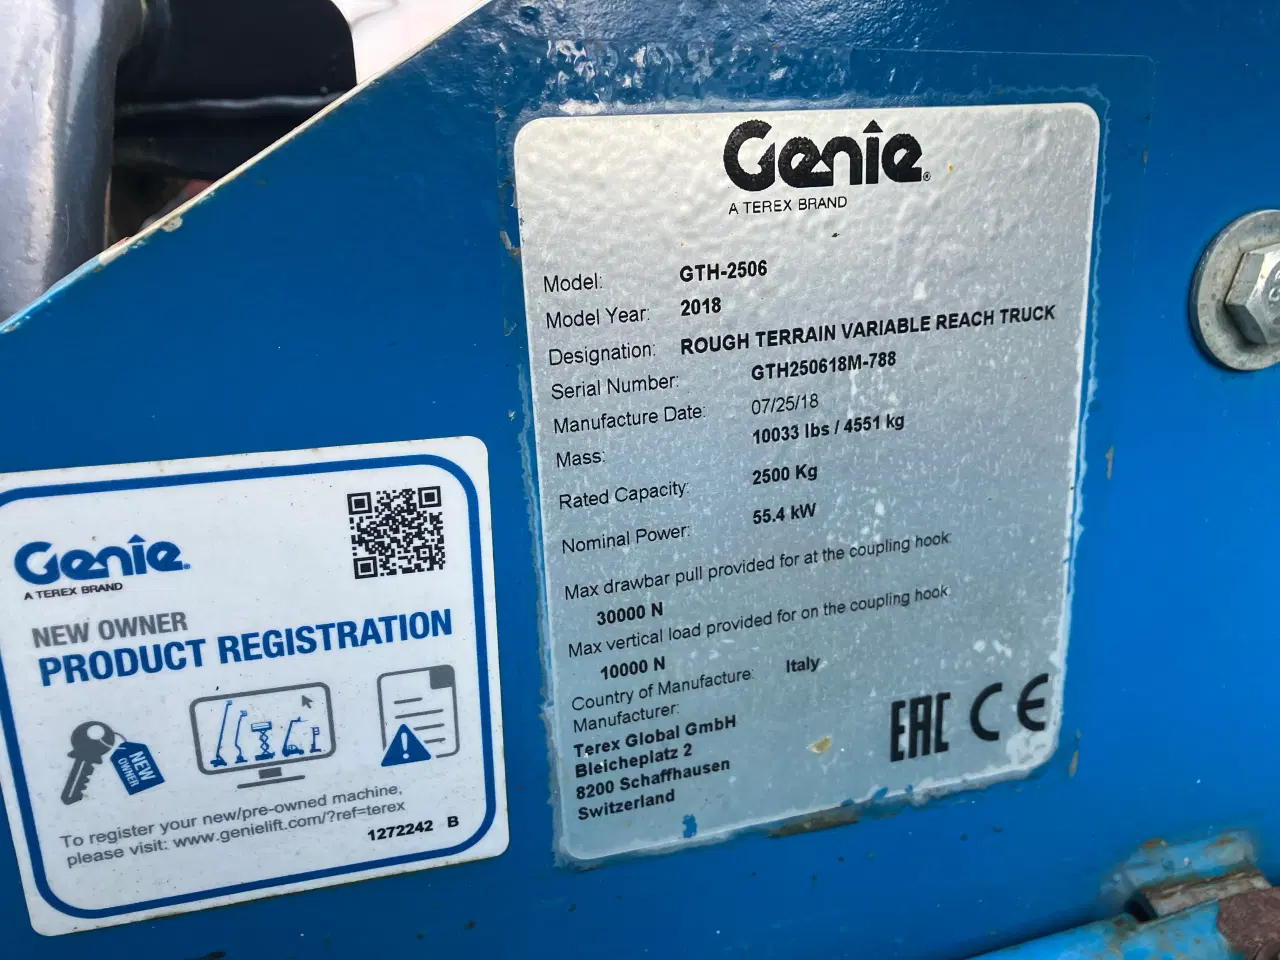 Genie®
A TEREX BRAND
Model: GTH-2506
Model Year: 2018
Designation: ROUGH TERRAIN VARIABLE REACH TRUCK
Serial Number: GTH250618M-788
Manufacture Date: 07/25/18
Mass: 10033 lbs / 4551 kg
Rated Capacity: 2500 Kg
Nominal Power: 55.4 kW
Max drawbar pull provided for at the coupling hook
30000 N
Max vertical load provided for on the coupling hook
10000 N
Country of Manufacture: Italy
Manufacturer:
Terex Global GmbH
Bleicheplatz 2
8200 Schaffhausen
Switzerland
EAC CE
Genie®
A TEREX BRAND
NEW OWNER
PRODUCT REGISTRATION
NEW
OWNER
To register your new/pre-owned machine,
please visit: www.genielift.com/?ref=terex
1272242 B